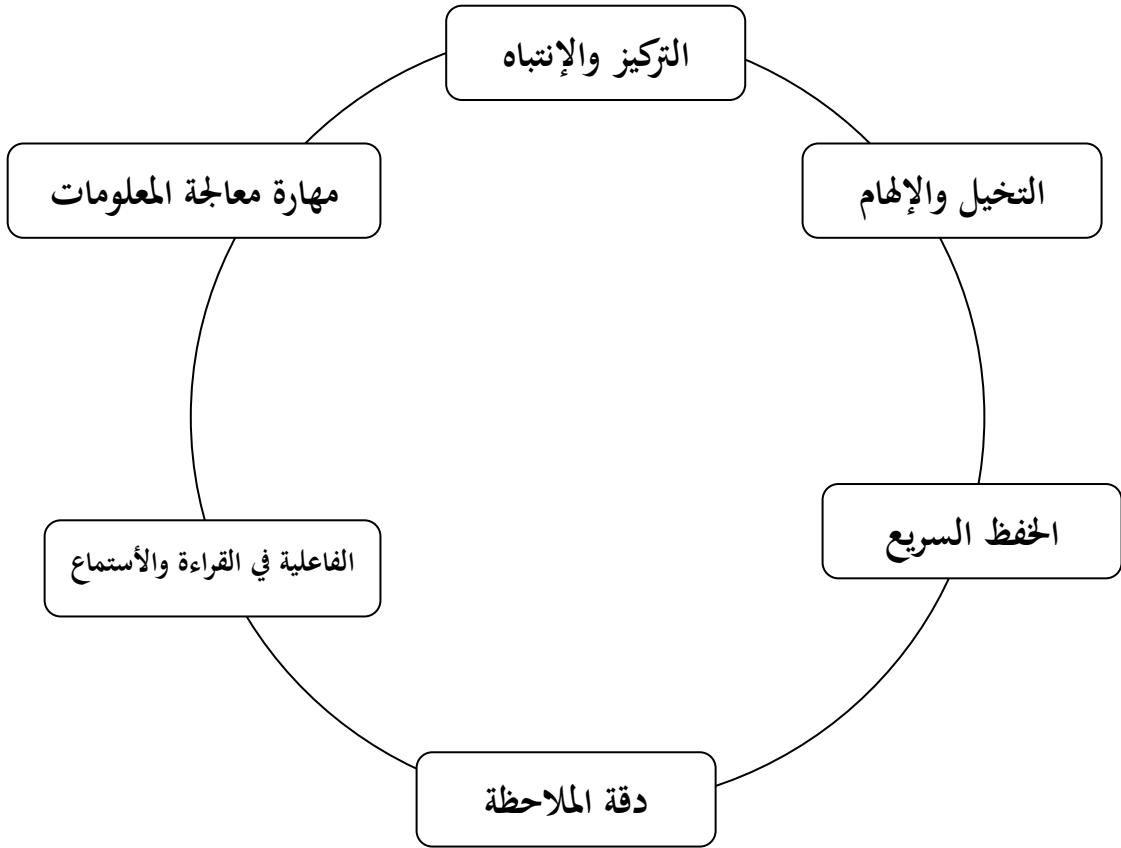 التركيز والإنتباه
التخيل والإلهام
الخفظ السريع
دقة الملاحظة
الفاعلية في القراءة والأستماع
مهارة معالجة المعلومات